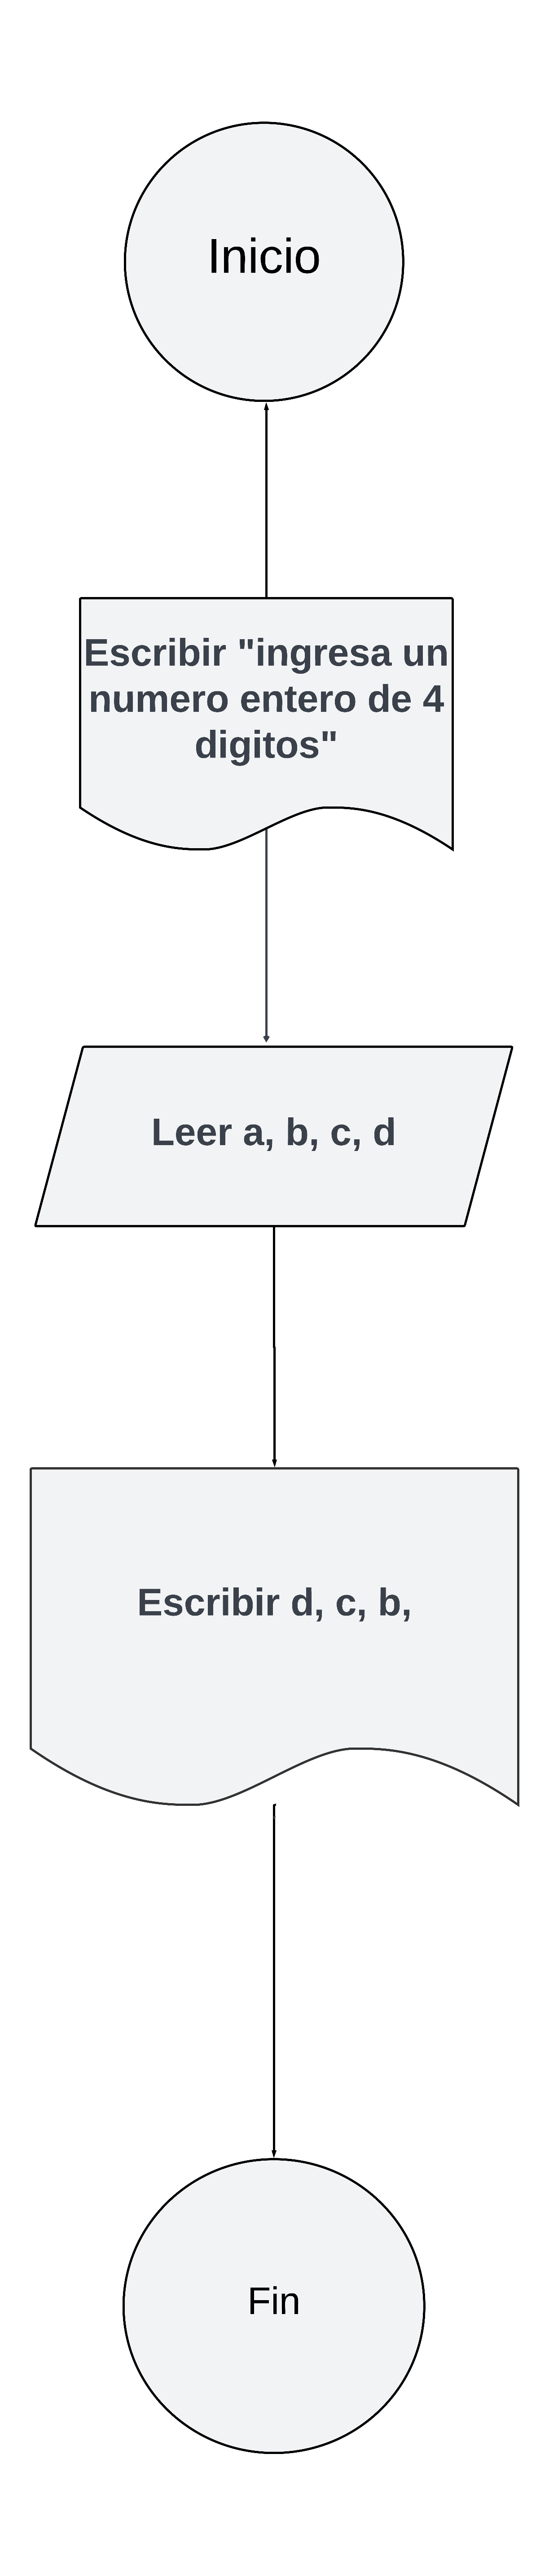 Inicio
Escribir "ingresa un
numero entero de 4
digitos"
Leer a, b, c, d
Escribir d, c, b,
Fin